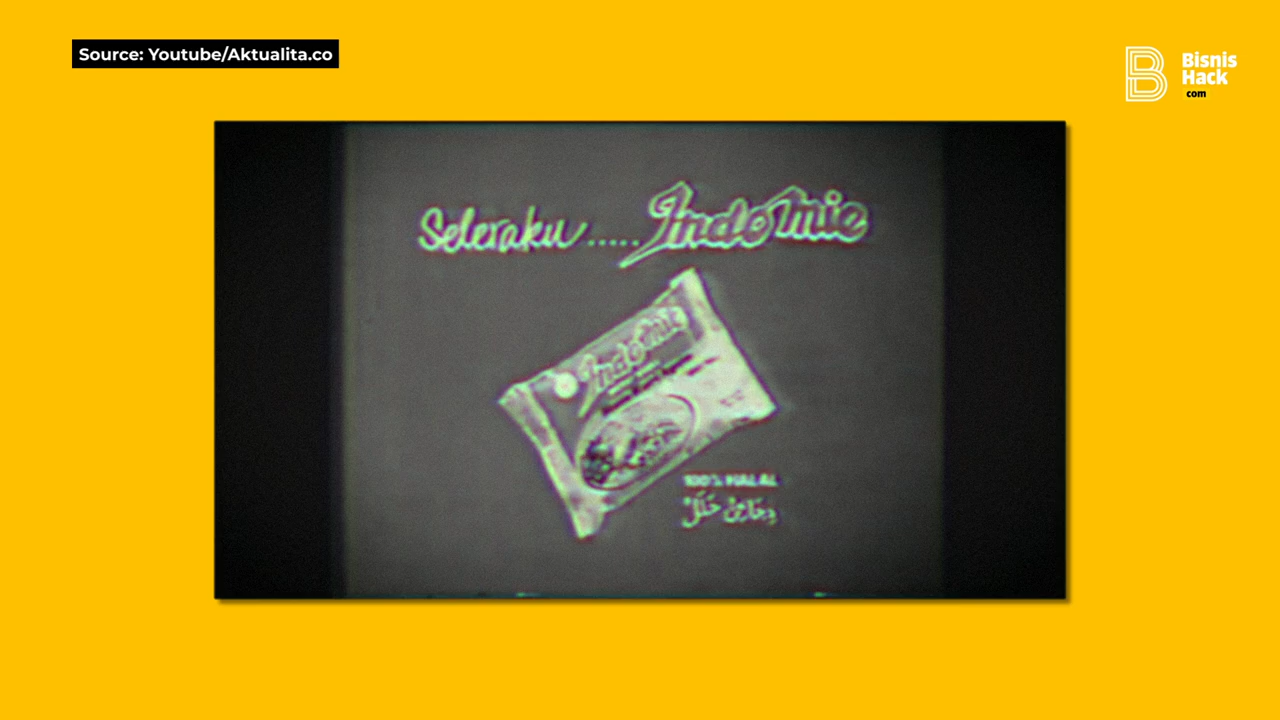 Source: Youtube/Aktualita.co
Bisnis
Hack
com
Seleraku.....Indomie
Indomie
100% HALAL